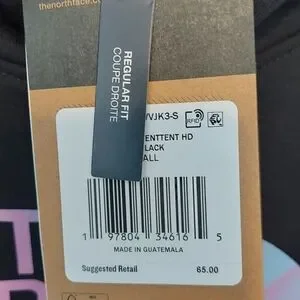 thenorthface.c
REGULAR FIT
COUPE DROITE
VJK3-S
RFID
ENTTENT HD
LACK
ALL
1 97804 34616 5
MADE IN GUATEMALA
Suggested Retail 65.00